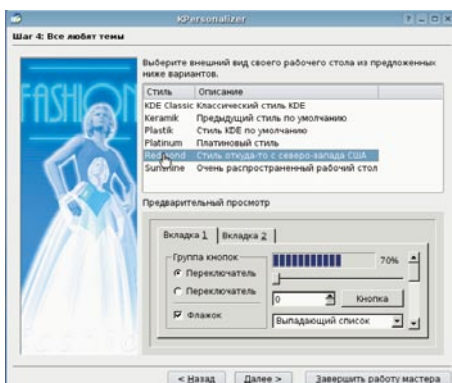 KPersonalizer
Шаг 4: Все любят темы
FASHION
Выберите внешний вид своего рабочего стола из предложенных
ниже вариантов.
Стиль Описание
KDE Classic Классический стиль KDE
Keramik Предыдущий стиль по умолчанию
Plastik Стиль KDE по умолчанию
Platinum Платиновый стиль
Redmond Стиль откуда-то с северо-запада США
Sunshine Очень распространенный рабочий стол
Предварительный просмотр
Вкладка 1 Вкладка 2
Группа кнопок
70%
Переключатель
Переключатель
0 Кнопка
Флажок
Выпадающий список
< Назад Далее > Завершить работу мастера